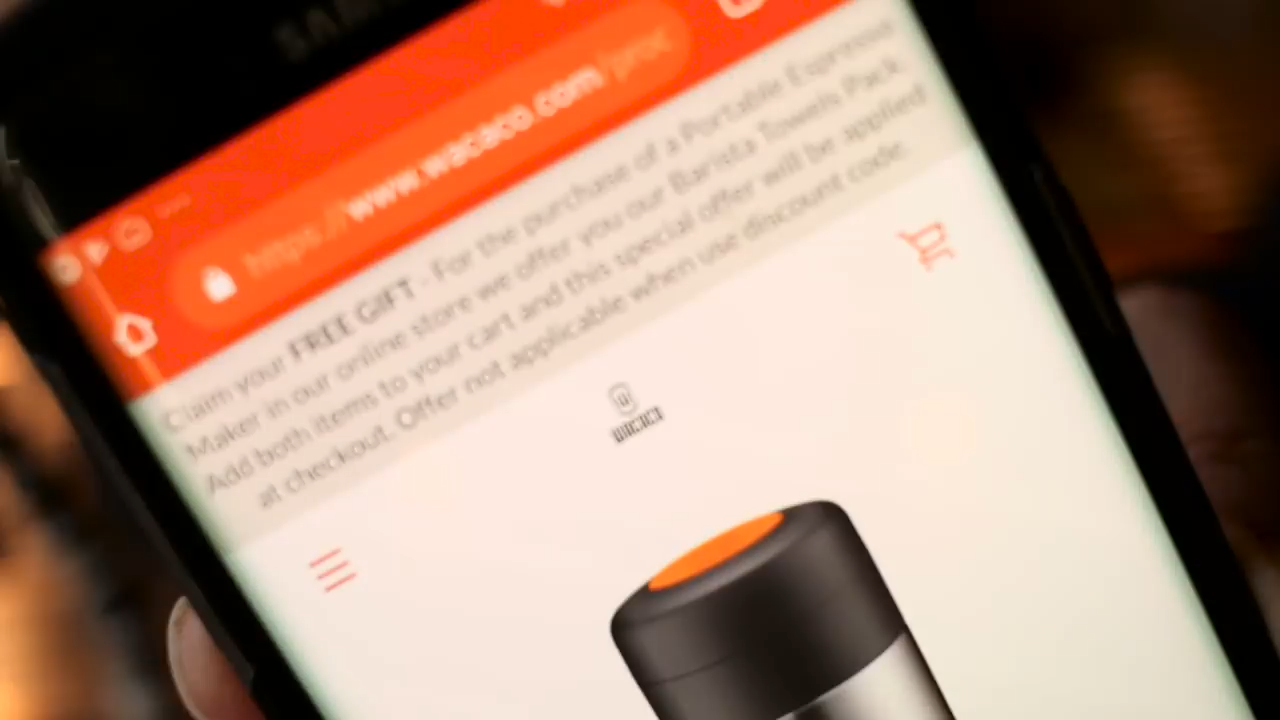 SAMSUNG
https://www.wacaco.com/prod
Claim your FREE GIFT - For the purchase of a Portable Espresso
Maker in our online store we offer you our Barista Towels Pack.
Add both items to your cart and this special offer will be applied
at checkout. Offer not applicable when use discount code.
WACACO